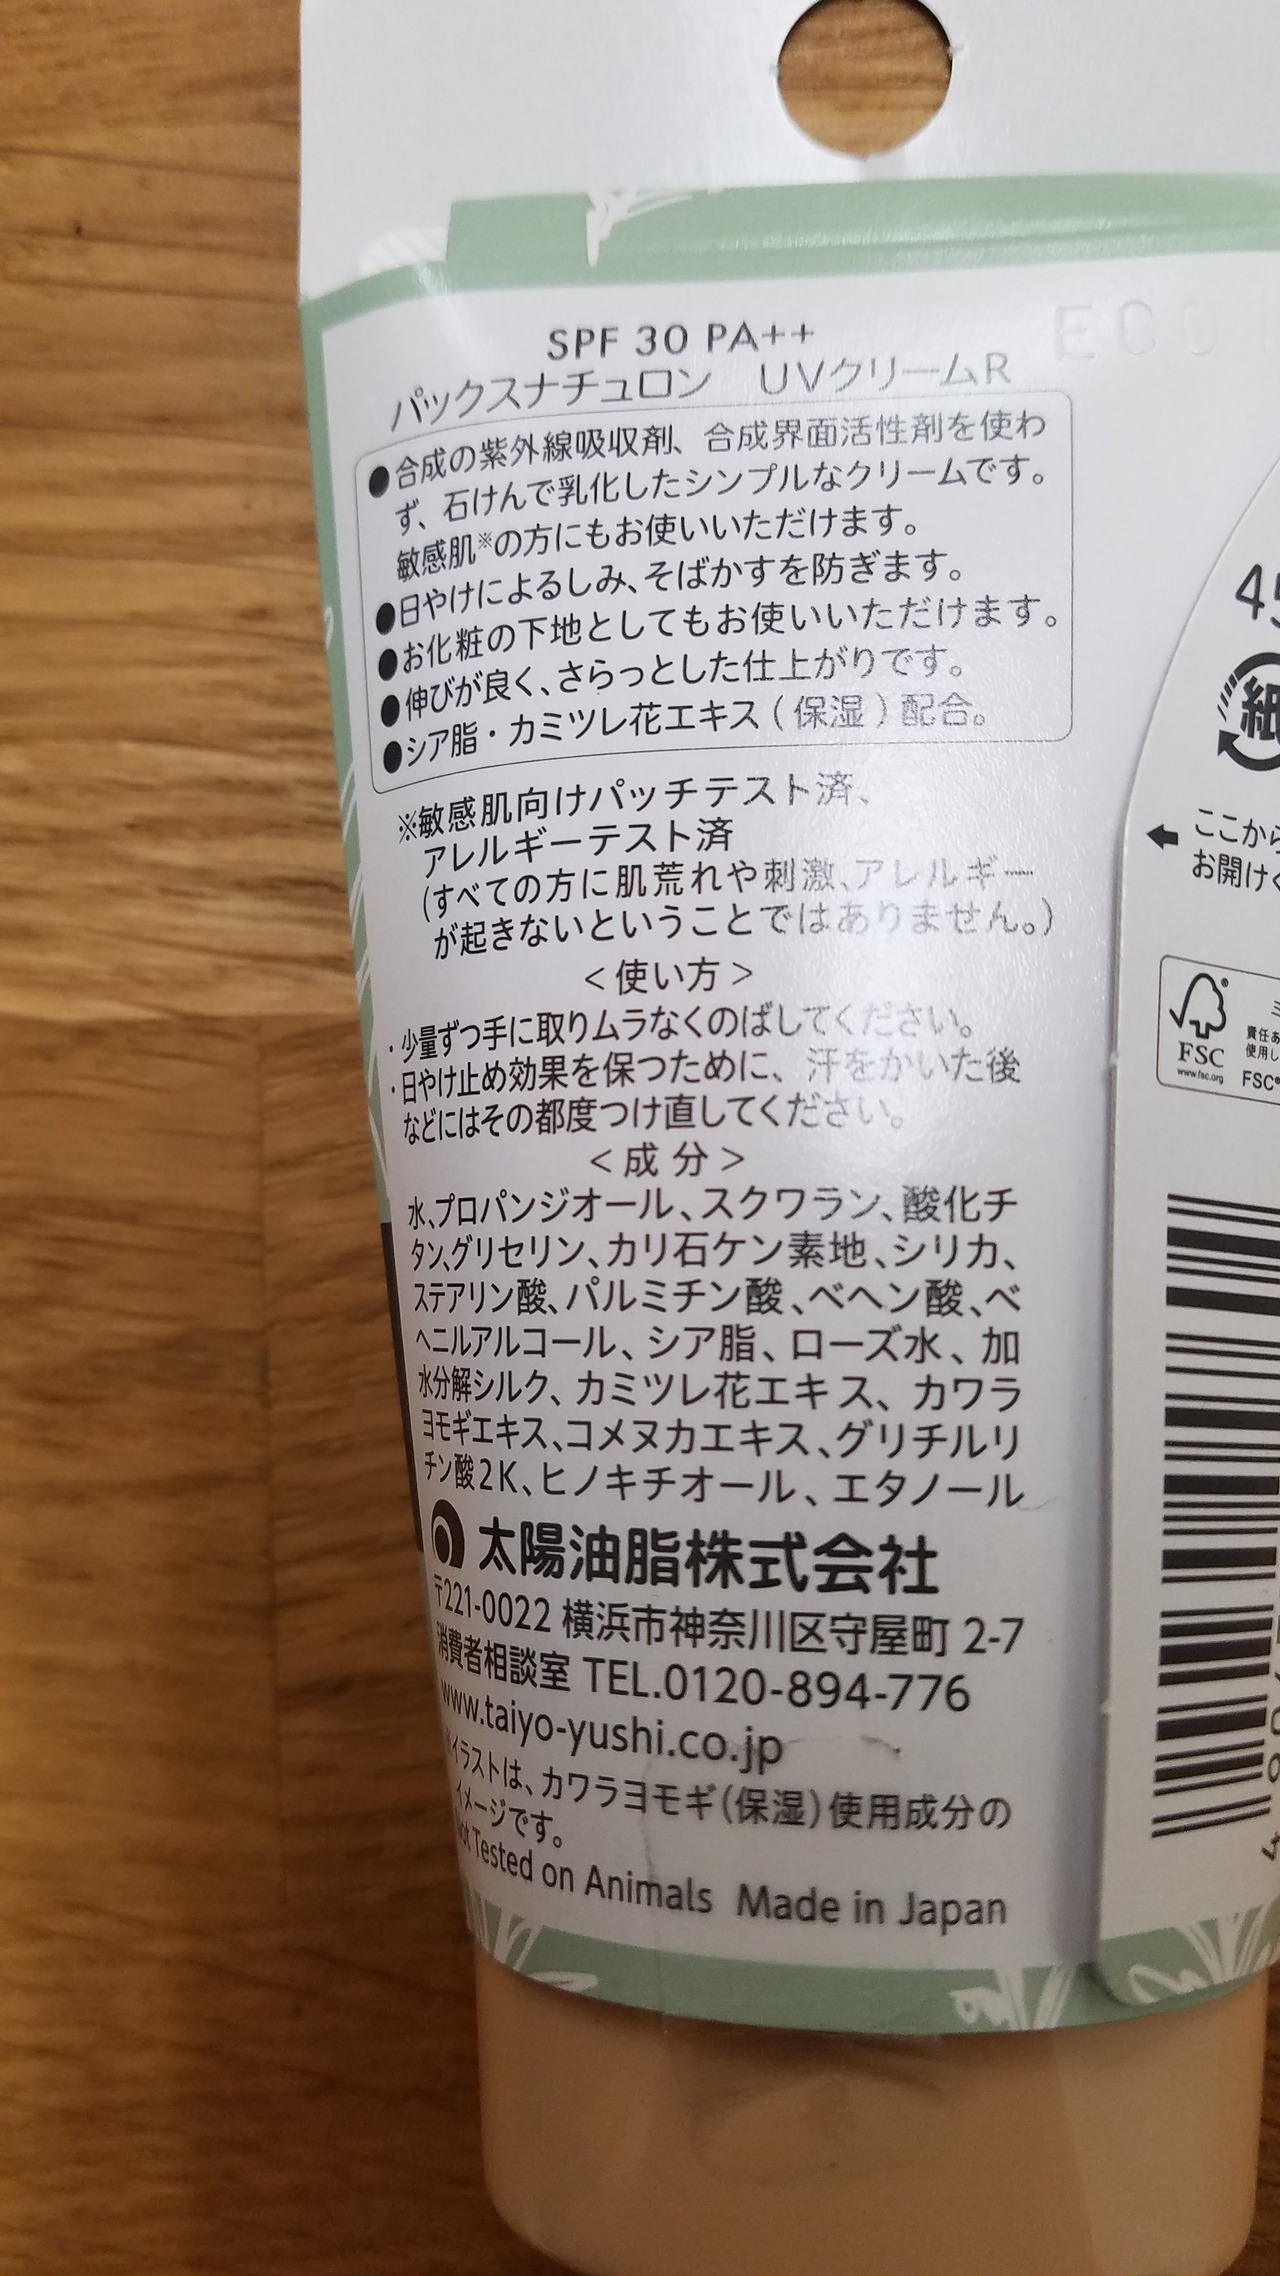 SPF 30 PA++
パックスナチュロン UVクリームR
●合成の紫外線吸収剤、合成界面活性剤を使わ
ず、石けんで乳化したシンプルなクリームです。
敏感肌※の方にもお使いいただけます。
●日やけによるしみ、そばかすを防ぎます。
●お化粧の下地としてもお使いいただけます。
●伸びが良く、さらっとした仕上がりです。
●シア脂・カミツレ花エキス(保湿)配合。
※敏感肌向けパッチテスト済、
アレルギーテスト済
(すべての方に肌荒れや刺激、アレルギー
が起きないということではありません。)
<使い方>
・少量ずつ手に取りムラなくのばしてください。
・日やけ止め効果を保つために、汗をかいた後
などにはその都度つけ直してください。
<成分>
水、プロパンジオール、スクワラン、酸化チ
タン、グリセリン、カリ石ケン素地、シリカ、
ステアリン酸、パルミチン酸、ベヘン酸、ベ
ヘニルアルコール、シア脂、ローズ水、加
水分解シルク、カミツレ花エキス、カワラ
ヨモギエキス、コメヌカエキス、グリチルリ
チン酸2K、ヒノキチオール、エタノール
太陽油脂株式会社
〒221-0022 横浜市神奈川区守屋町 2-7
消費者相談室 TEL.0120-894-776
www.taiyo-yushi.co.jp
※イラストは、カワラヨモギ(保湿)使用成分の
イメージです。
Not Tested on Animals Made in Japan
ECO
紙
ここから
お開けく
FSC
www.fsc.org
責任あ
使用し
FSC®